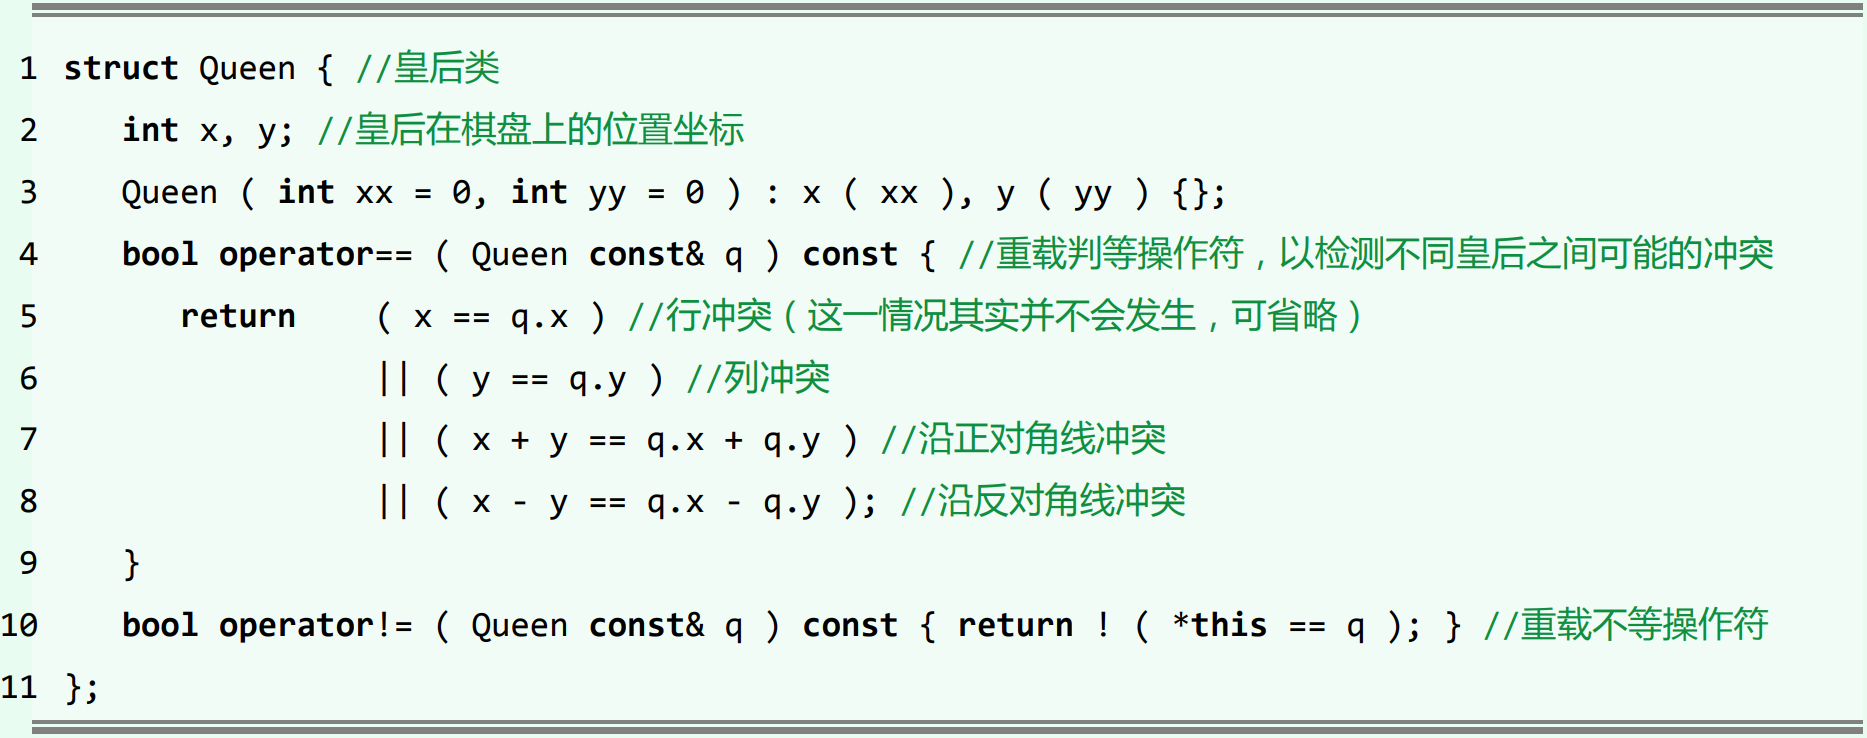 1 struct Queen { //皇后类
2 int x, y; //皇后在棋盘上的位置坐标
3 Queen ( int xx = 0, int yy = 0 ) : x ( xx ), y ( yy ) {};
4 bool operator== ( Queen const& q ) const { //重载判等操作符，以检测不同皇后之间可能的冲突
5 return ( x == q.x ) //行冲突（这一情况其实并不会发生，可省略）
6 || ( y == q.y ) //列冲突
7 || ( x + y == q.x + q.y ) //沿正对角线冲突
8 || ( x - y == q.x - q.y ); //沿反对角线冲突
9 }
10 bool operator!= ( Queen const& q ) const { return ! ( *this == q ); } //重载不等操作符
11 };